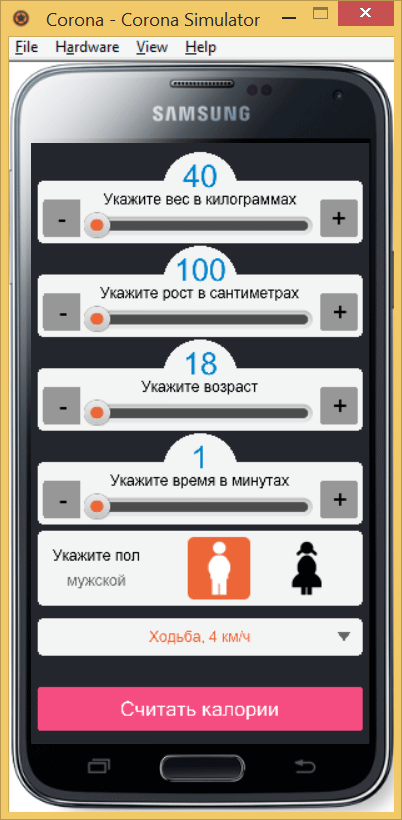 Corona - Corona Simulator
File Hardware View Help
SAMSUNG
40
Укажите вес в килограммах
- +
100
Укажите рост в сантиметрах
- +
18
Укажите возраст
- +
1
Укажите время в минутах
- +
Укажите пол
мужской
Ходьба, 4 км/ч
Считать калории